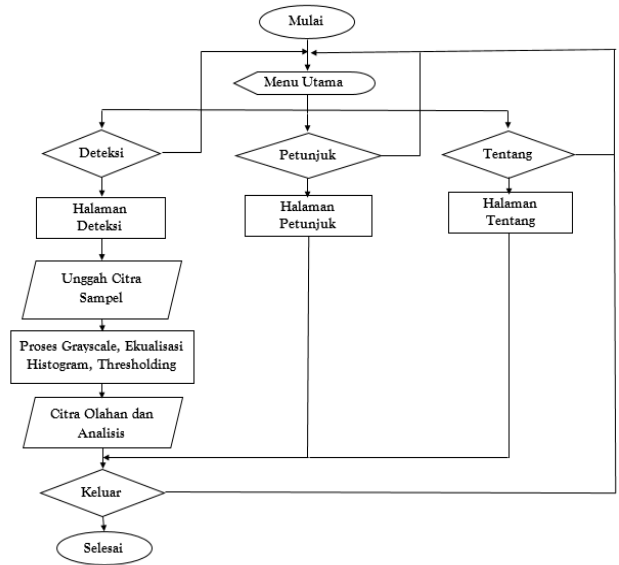 Mulai
Menu Utama
Deteksi
Petunjuk
Tentang
Halaman
Deteksi
Halaman
Petunjuk
Halaman
Tentang
Unggah Citra
Sampel
Proses Grayscale, Ekualisasi
Histogram, Thresholding
Citra Olahan dan
Analisis
Keluar
Selesai